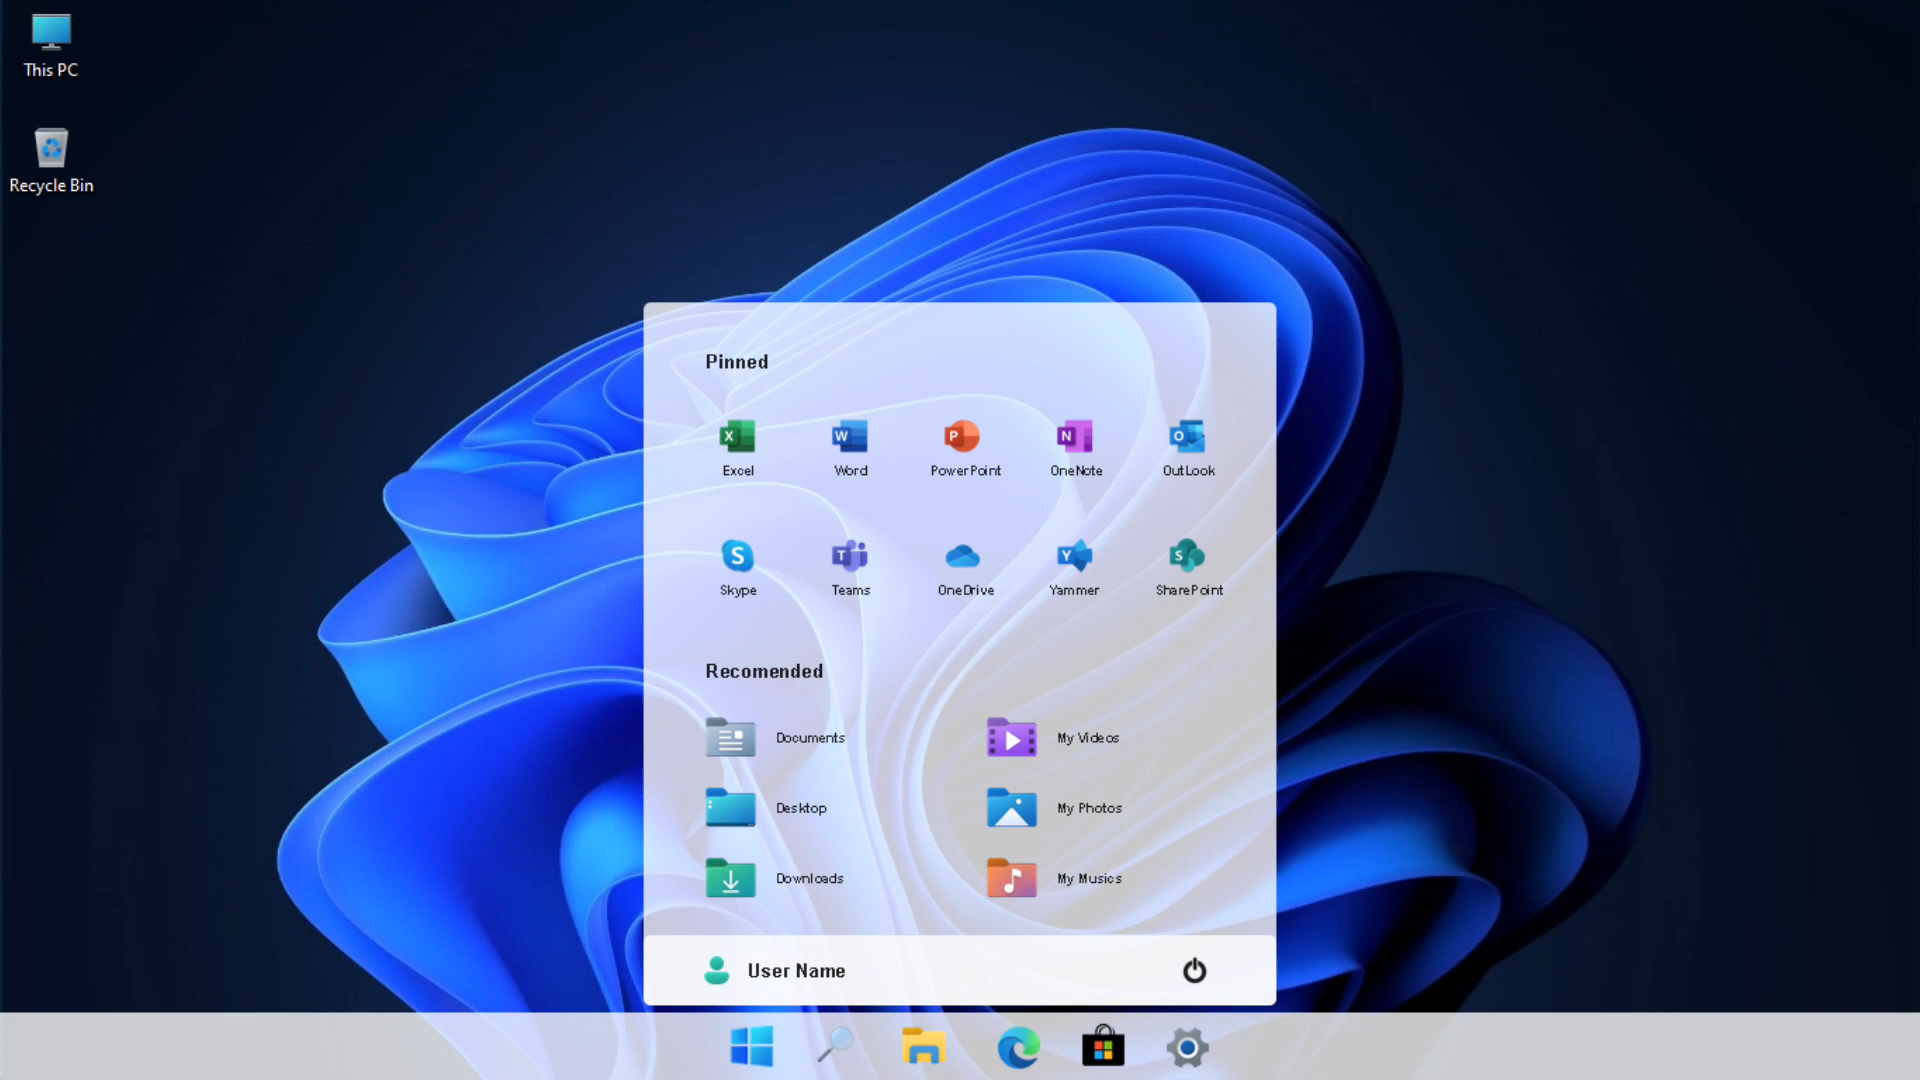 This PC
Recycle Bin
Pinned
Excel
Word
PowerPoint
OneNote
OutLook
Skype
Teams
OneDrive
Yammer
SharePoint
Recomended
Documents
My Videos
Desktop
My Photos
Downloads
My Musics
User Name